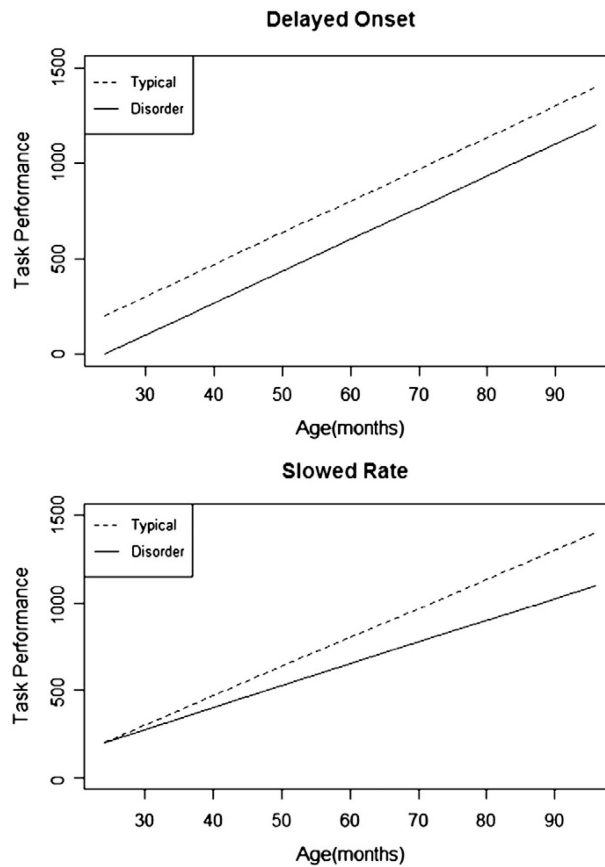 Delayed Onset
1500
1000
500
0
Typical
Disorder
Task Performance
30 40 50 60 70 80 90
Age(months)
Slowed Rate
1500
1000
500
0
Typical
Disorder
Task Performance
30 40 50 60 70 80 90
Age(months)